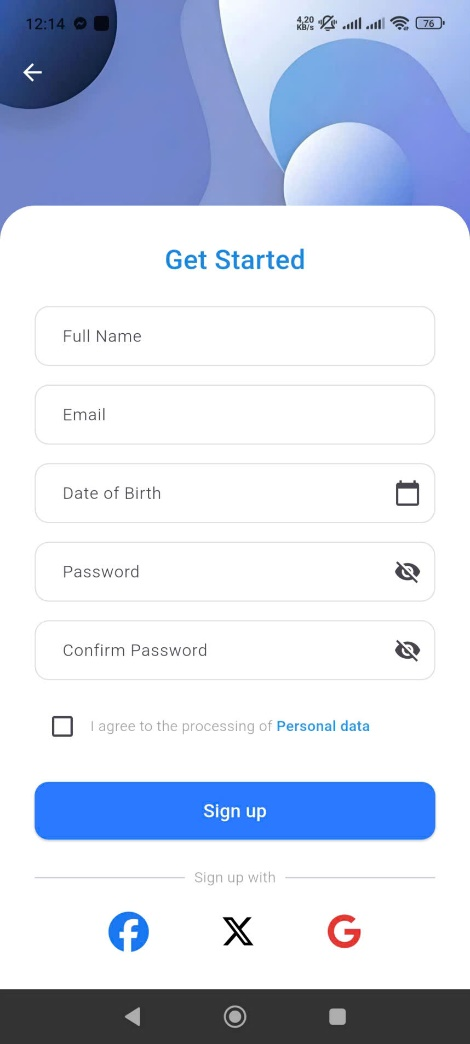 12:14
4,20
KB/s
76
Get Started
Full Name
Email
Date of Birth
Password
Confirm Password
I agree to the processing of Personal data
Sign up
Sign up with